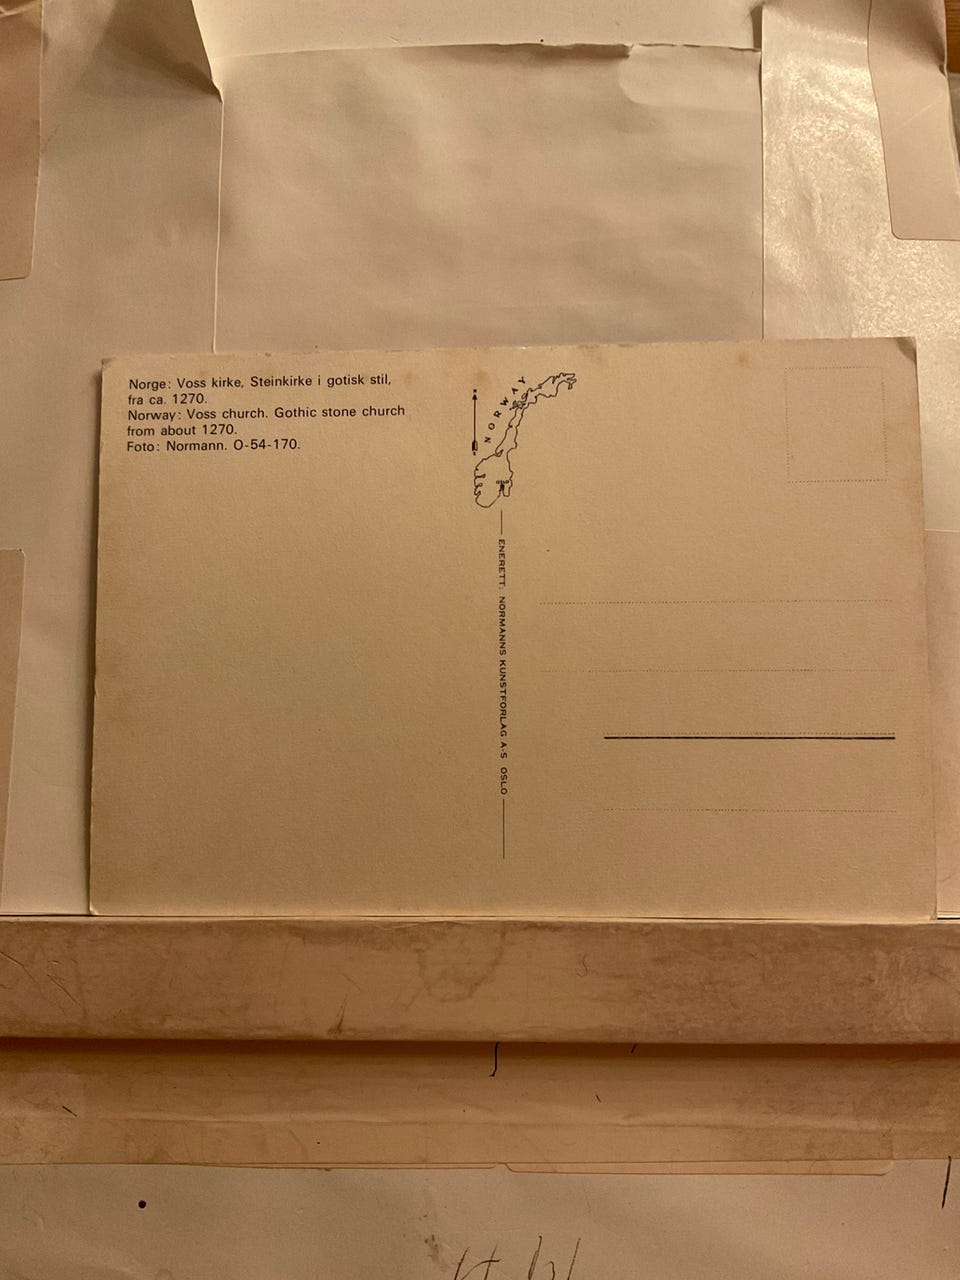 Norge: Voss kirke, Steinkirke i gotisk stil,
fra ca. 1270.
Norway: Voss church. Gothic stone church
from about 1270.
Foto: Normann. O-54-170.
NORWAY
OSLO
ENERETT: NORMANNS KUNSTFORLAG A·S OSLO